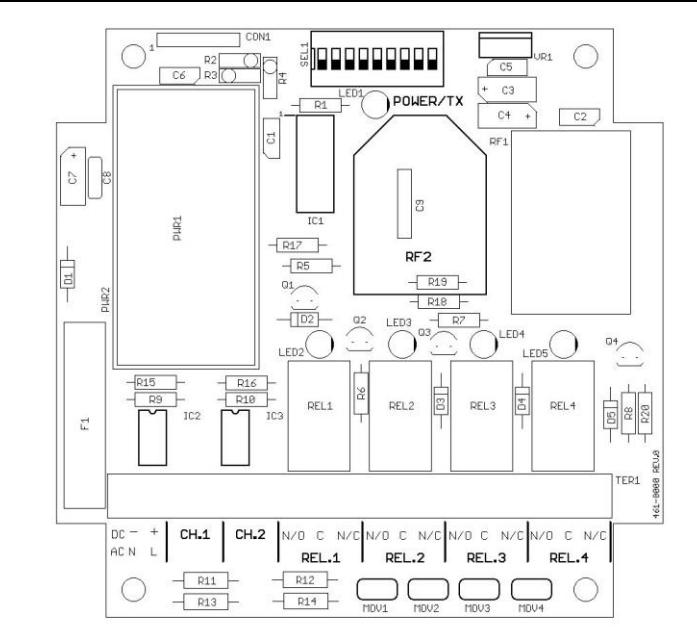 1 CON1
R2
R3
R4
C6
SEL1
VR1
C5
+ C3
C4 +
C2
LED1
POWER/TX
R1
1
C1
IC1
RF1
C9
RF2
+
C7
C8
PWR1
D1
PWR2
R17
R5
R19
R18
R7
Q1
D2
Q2
LED3
Q3
LED4
Q4
LED2
LED5
R15
R16
R9
R10
IC2
IC3
REL1
R6
REL2
D3
REL3
D4
REL4
D5
R8
R20
F1
TER1
461-8000 REV.0
DC - + CH.1 CH.2 N/O C N/C N/O C N/C N/O C N/C N/O C N/C
AC N L REL.1 REL.2 REL.3 REL.4
R11 R12
R13 R14
MOV1 MOV2 MOV3 MOV4